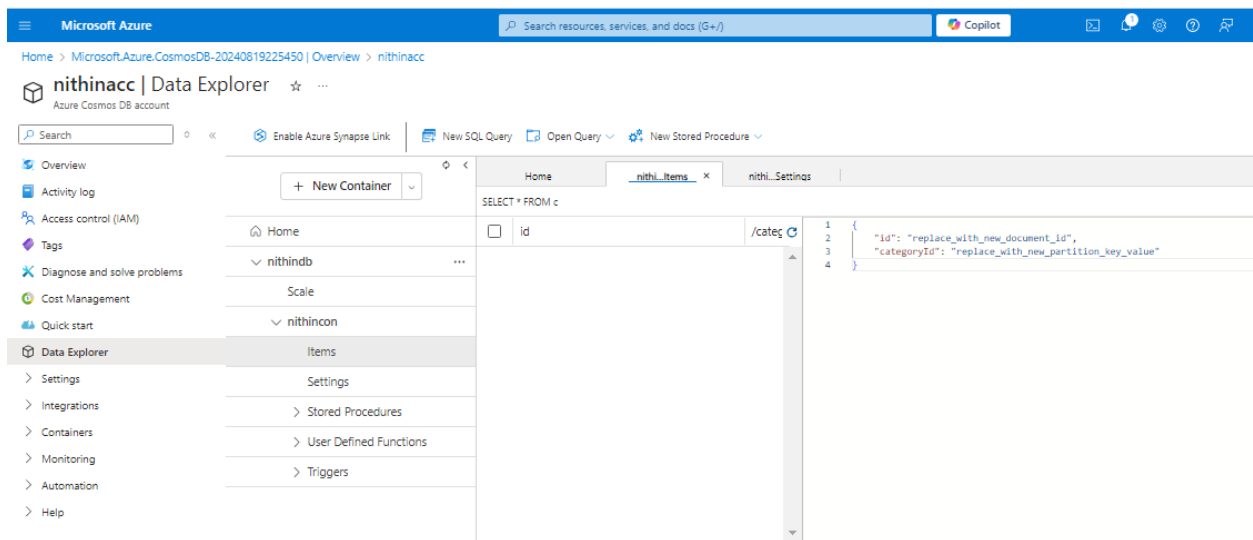 Microsoft Azure
Search resources, services, and docs (G+/)
Copilot
1
Home > Microsoft.Azure.CosmosDB-20240819225450 | Overview > nithinacc
nithinacc | Data Explorer
Azure Cosmos DB account
Search
Enable Azure Synapse Link
New SQL Query
Open Query
New Stored Procedure
Overview
Activity log
Access control (IAM)
Tags
Diagnose and solve problems
Cost Management
Quick start
Data Explorer
Settings
Integrations
Containers
Monitoring
Automation
Help
+ New Container
Home
nithindb
Scale
nithincon
Items
Settings
Stored Procedures
User Defined Functions
Triggers
Home
nithi...Items
nithi...Settings
SELECT * FROM c
id
/categ
1 {
2 "id": "replace_with_new_document_id",
3 "categoryId": "replace_with_new_partition_key_value"
4 }